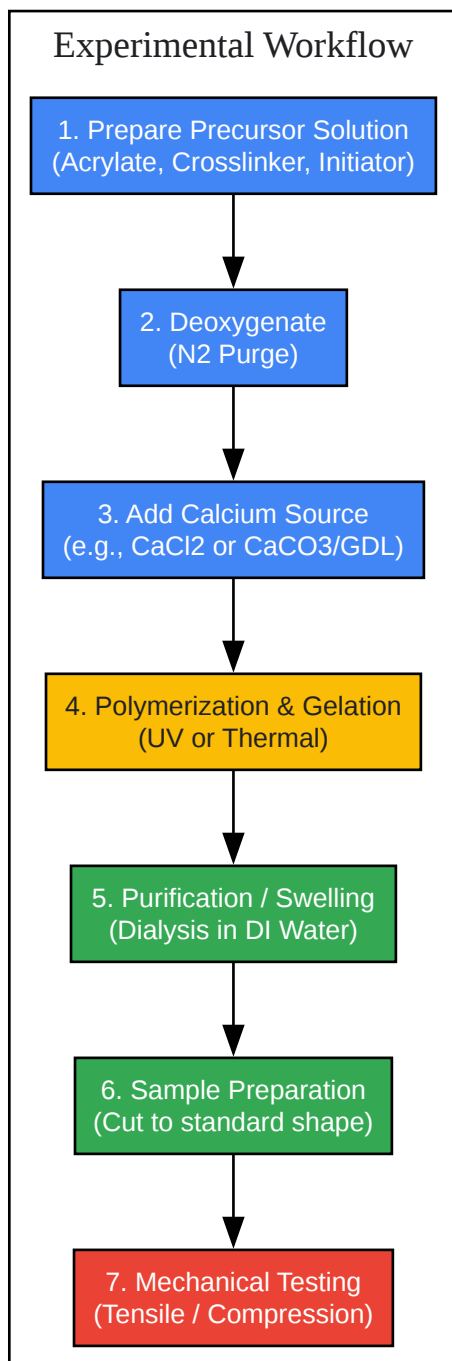 Experimental Workflow
1. Prepare Precursor Solution
(Acrylate, Crosslinker, Initiator)
2. Deoxygenate
(N2 Purge)
3. Add Calcium Source
(e.g., CaCl2 or CaCO3/GDL)
4. Polymerization & Gelation
(UV or Thermal)
5. Purification / Swelling
(Dialysis in DI Water)
6. Sample Preparation
(Cut to standard shape)
7. Mechanical Testing
(Tensile / Compression)